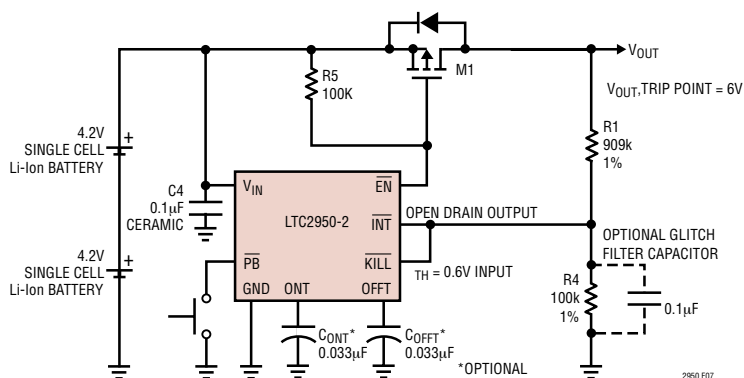 VOUT
M1
VOUT,TRIP POINT = 6V
R5
100K
R1
909k
1%
4.2V
SINGLE CELL
Li-Ion BATTERY
+
VIN
EN
C4
0.1µF
CERAMIC
LTC2950-2
INT
OPEN DRAIN OUTPUT
OPTIONAL GLITCH
FILTER CAPACITOR
4.2V
SINGLE CELL
Li-Ion BATTERY
+
PB
KILL
TH = 0.6V INPUT
GND
ONT
OFFT
R4
100k
1%
0.1µF
CONT*
0.033µF
COFFT*
0.033µF
*OPTIONAL
2950 F07